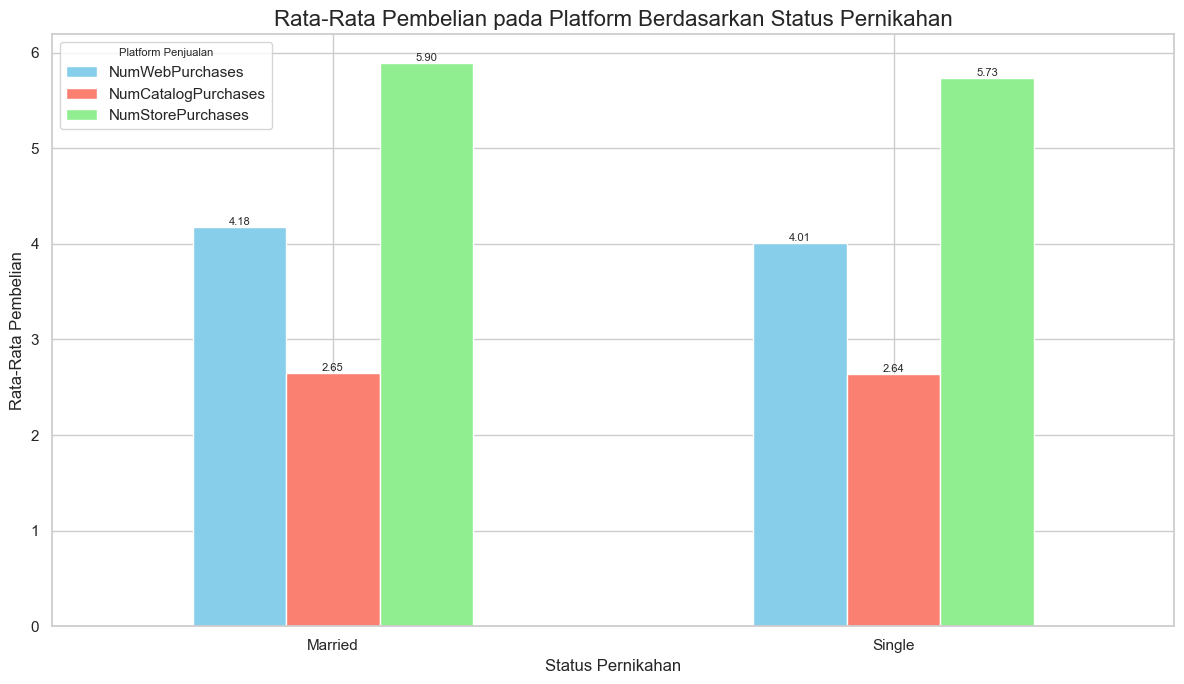 Rata-Rata Pembelian pada Platform Berdasarkan Status Pernikahan
Platform Penjualan
NumWebPurchases
NumCatalogPurchases
NumStorePurchases
Rata-Rata Pembelian
6
5
4
3
2
1
0
4.18
2.65
5.90
4.01
2.64
5.73
Married
Single
Status Pernikahan